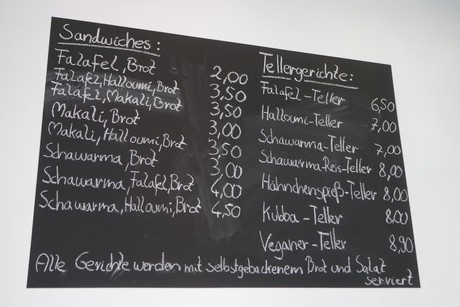 Sandwiches:
Falafel, Brot 2,00
Falafel, Halloumi, Brot 3,50
Falafel, Makali, Brot 3,50
Makali, Brot 3,00
Makali, Halloumi, Brot 3,50
Schawarma, Brot 3,00
Schawarma, Falafel, Brot 4,00
Schawarma, Halloumi, Brot 4,50
Tellergerichte:
Falafel-Teller 6,50
Halloumi-Teller 7,00
Schawarma-Teller 7,00
Schawarma-Reis-Teller 8,00
Hähnchenspieß-Teller 8,00
Kubba-Teller 8,00
Veganer-Teller 8,90
Alle Gerichte werden mit selbstgebackenem Brot und Salat
serviert